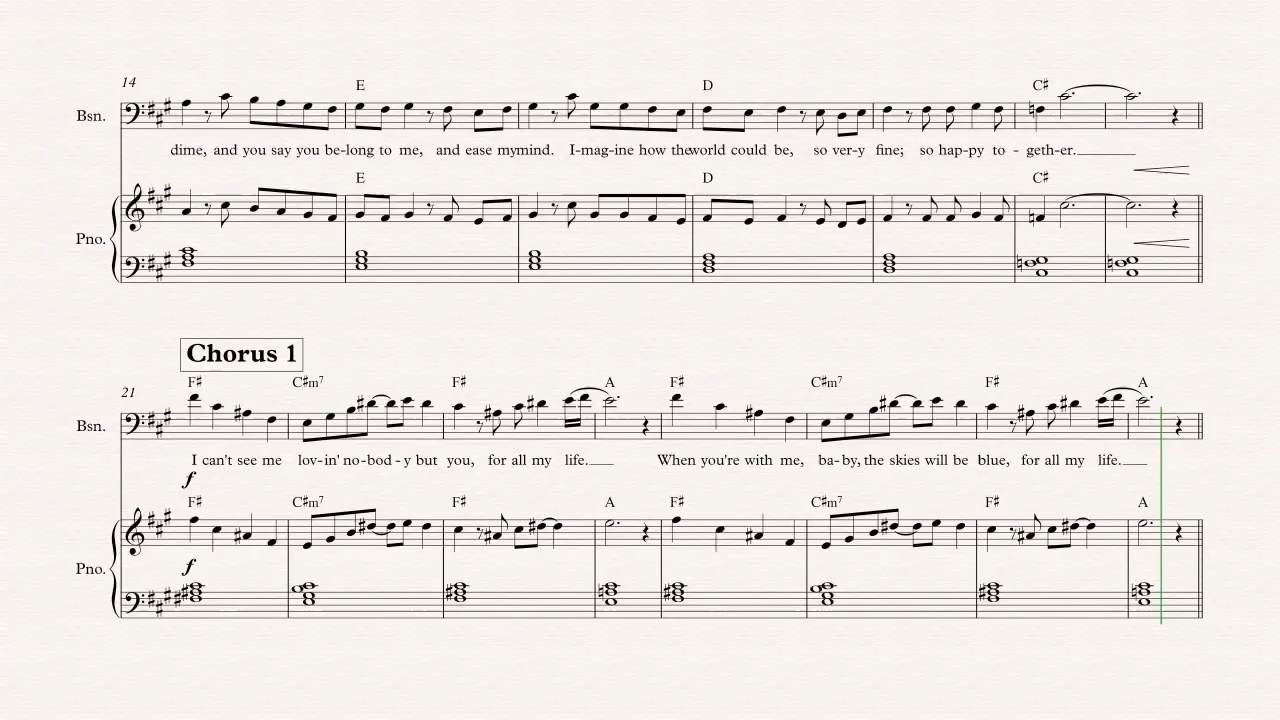 14
E D C♯
Bsn.
dime, and you say you be-long to me, and ease my mind. I-mag-ine how the world could be, so ver-y fine; so hap-py to - geth-er.
E D C♯
Pno.
Chorus 1
21
F♯ C♯m7 F♯ A F♯ C♯m7 F♯ A
Bsn.
I can't see me lov-in' no-bod-y but you, for all my life. When you're with me, ba-by, the skies will be blue, for all my life.
f
F♯ C♯m7 F♯ A F♯ C♯m7 F♯ A
Pno.
f